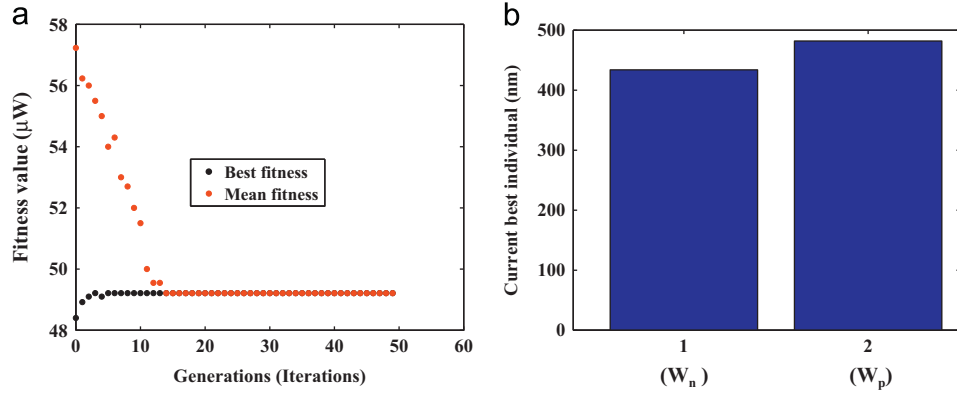 a
58
56
54
52
50
48
Fitness value (μW)
Best fitness
Mean fitness
0
10
20
30
40
50
60
Generations (Iterations)
b
500
400
300
200
100
0
Current best individual (nm)
1
2
(Wn )
(Wp)